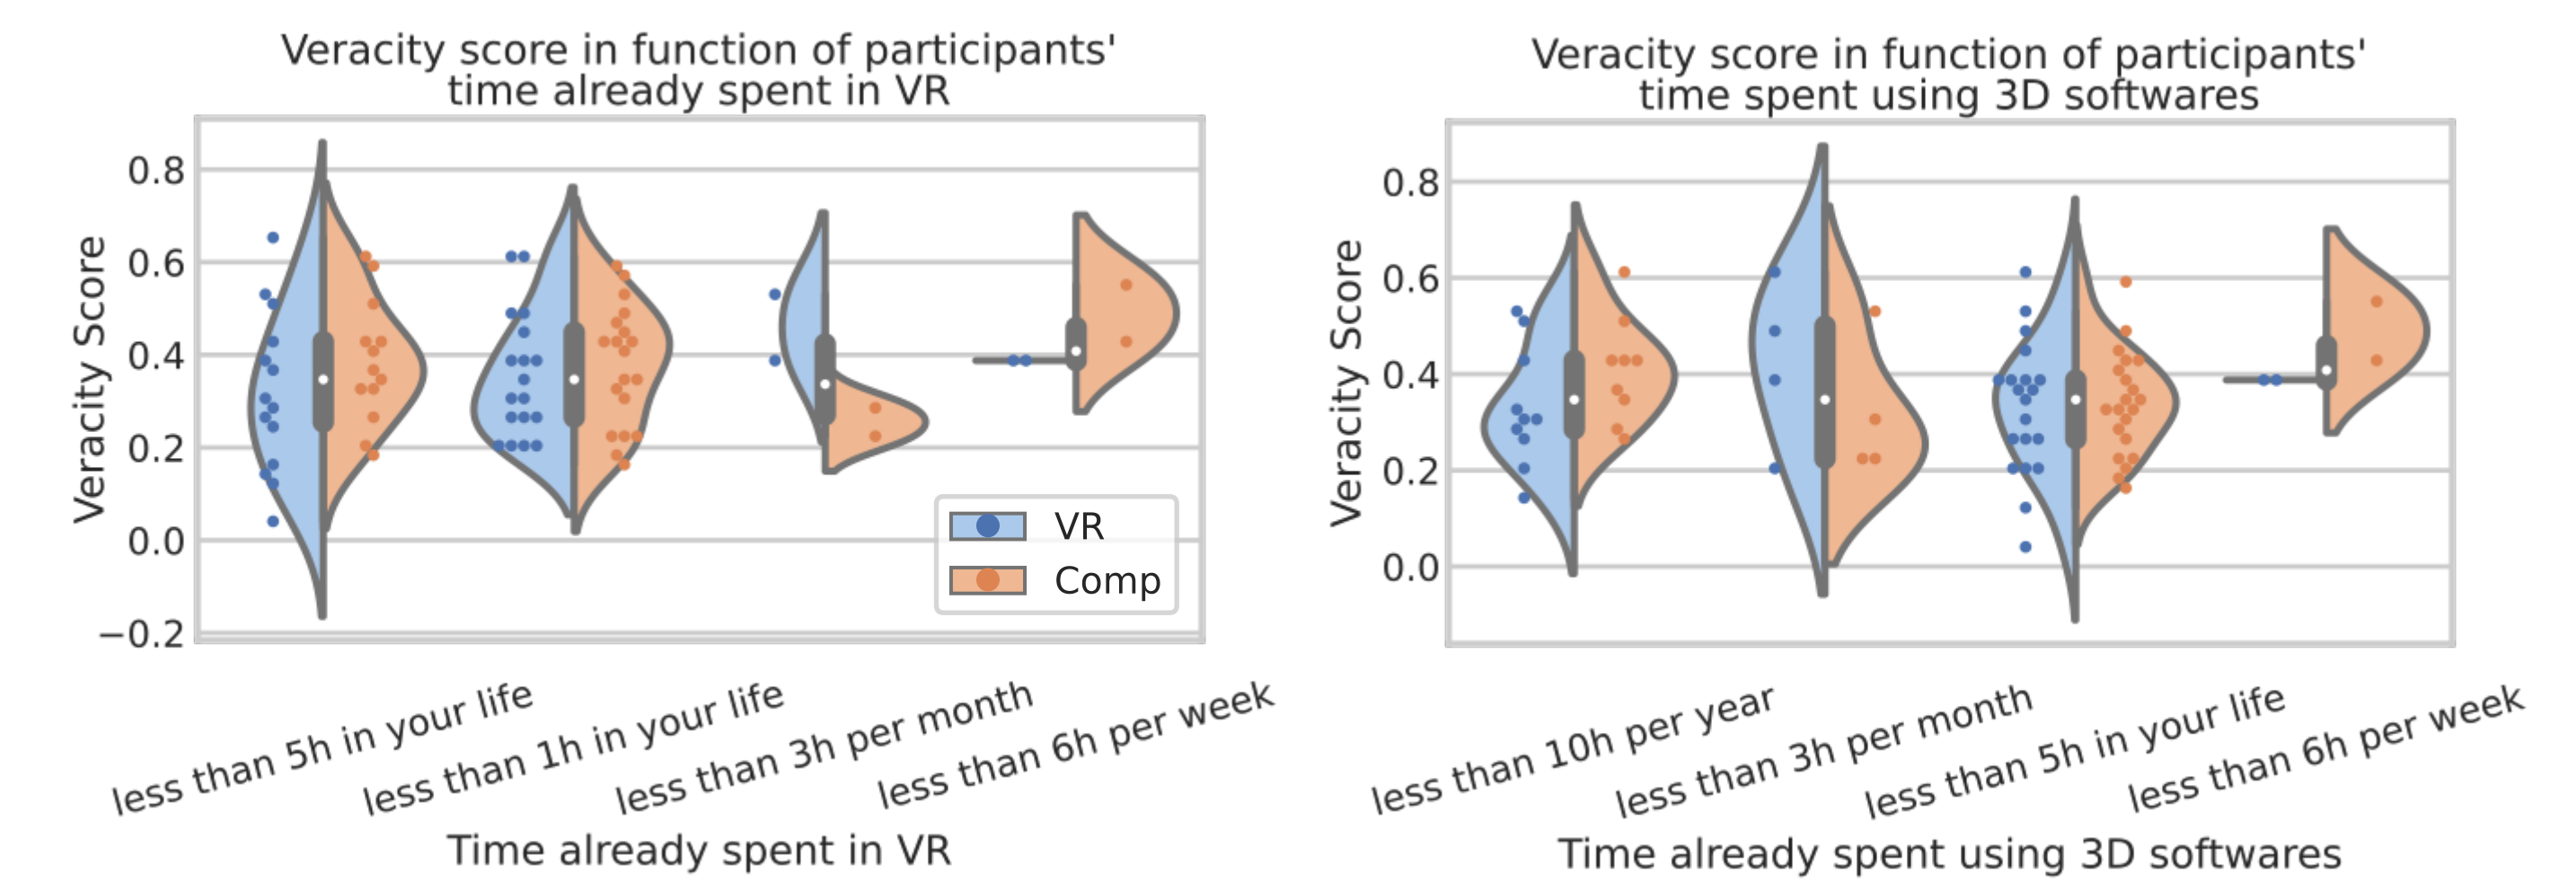 Veracity score in function of participants'
time already spent in VR
Veracity Score
0.8
0.6
0.4
0.2
0.0
−0.2
VR
Comp
less than 5h in your life
less than 1h in your life
less than 3h per month
less than 6h per week
Time already spent in VR
Veracity score in function of participants'
time spent using 3D softwares
Veracity Score
0.8
0.6
0.4
0.2
0.0
less than 10h per year
less than 3h per month
less than 5h in your life
less than 6h per week
Time already spent using 3D softwares